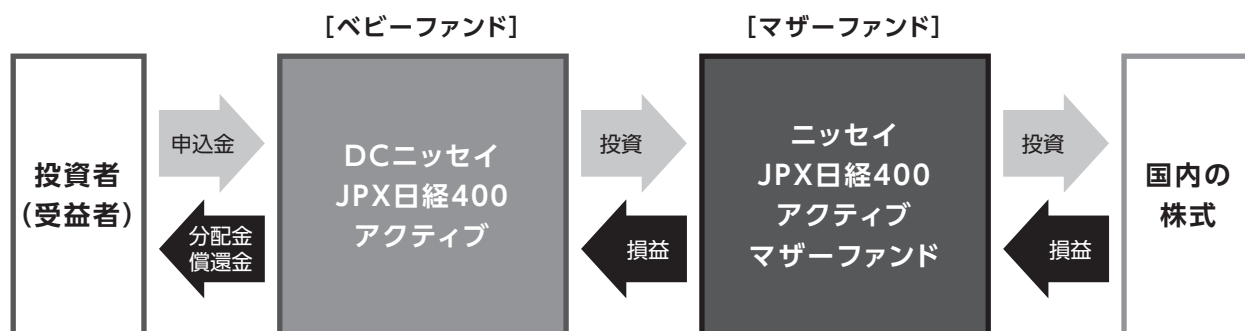 [ベビーファンド]
[マザーファンド]
投資者
(受益者)
申込金
分配金
償還金
DCニッセイ
JPX日経400
アクティブ
投資
損益
ニッセイ
JPX日経400
アクティブ
マザーファンド
投資
損益
国内の
株式